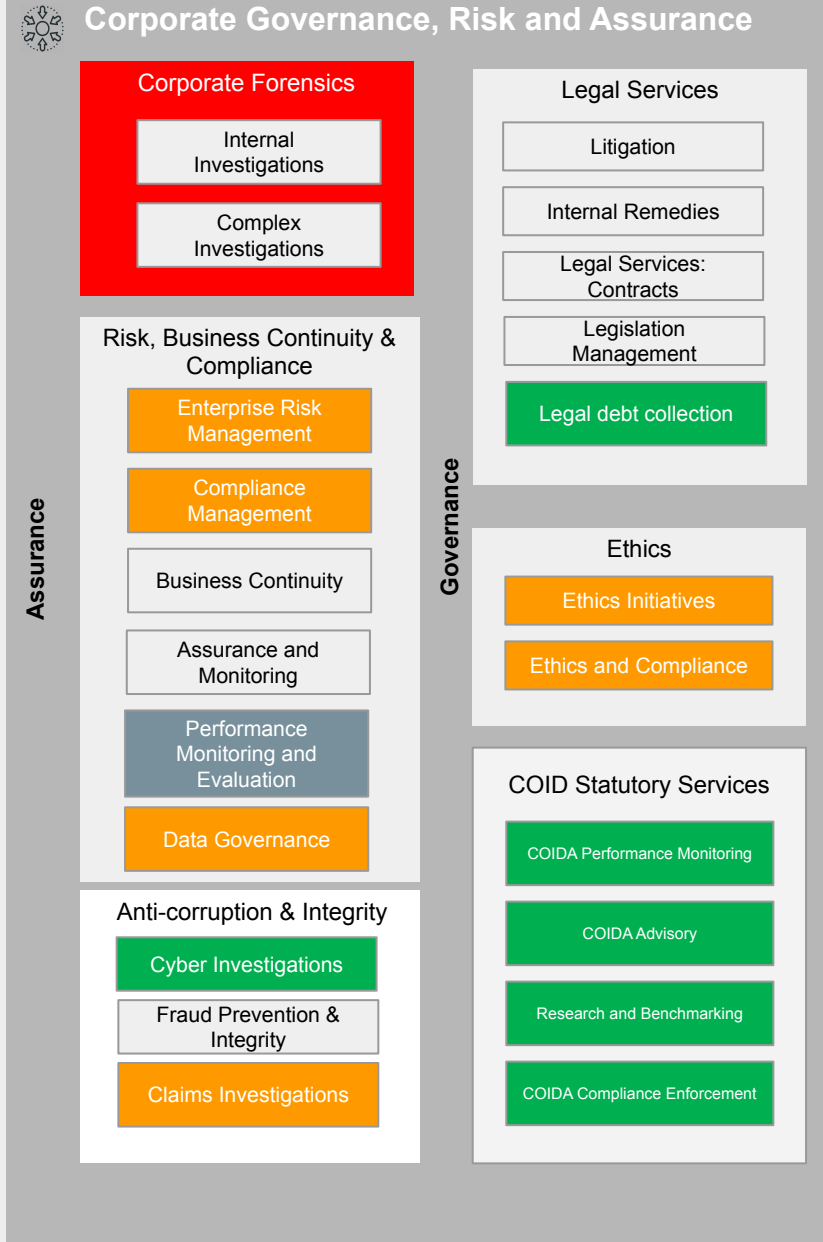 Corporate Governance, Risk and Assurance
Assurance
Corporate Forensics
Internal
Investigations
Complex
Investigations
Risk, Business Continuity &
Compliance
Enterprise Risk
Management
Compliance
Management
Business Continuity
Assurance and
Monitoring
Performance
Monitoring and
Evaluation
Data Governance
Anti-corruption & Integrity
Cyber Investigations
Fraud Prevention &
Integrity
Claims Investigations
Governance
Legal Services
Litigation
Internal Remedies
Legal Services:
Contracts
Legislation
Management
Legal debt collection
Ethics
Ethics Initiatives
Ethics and Compliance
COID Statutory Services
COIDA Performance Monitoring
COIDA Advisory
Research and Benchmarking
COIDA Compliance Enforcement